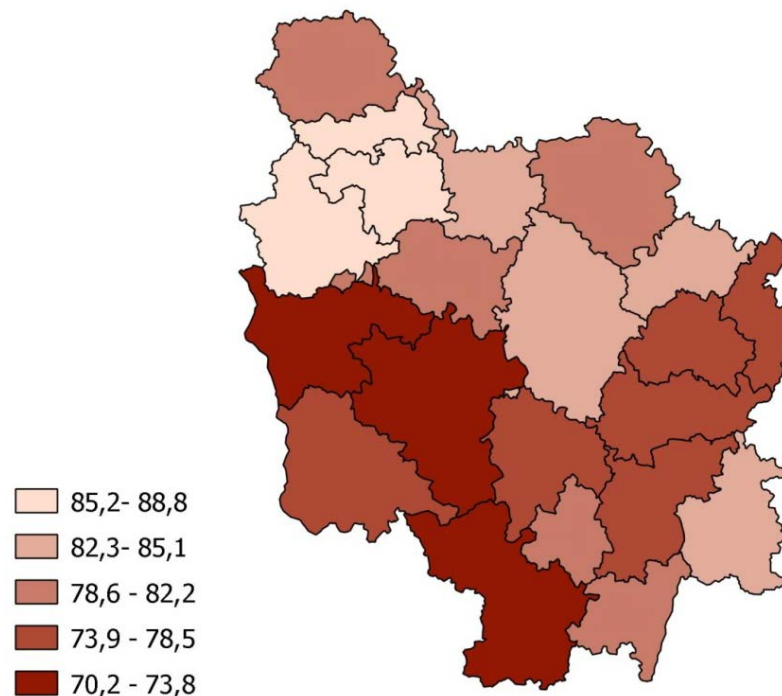 85,2- 88,8
82,3- 85,1
78,6 - 82,2
73,9 - 78,5
70,2 - 73,8